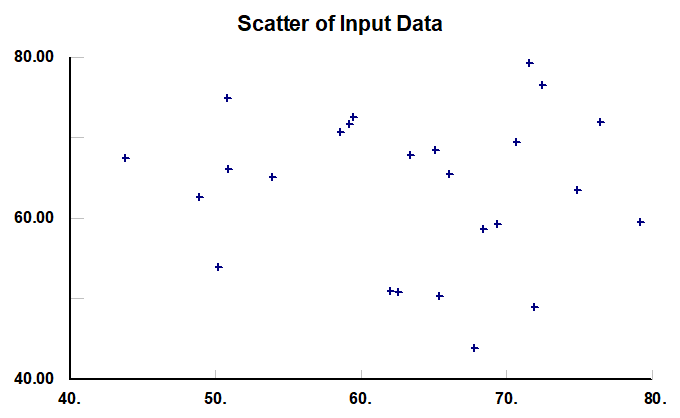 Scatter of Input Data
80.00
60.00
40.00
40. 50. 60. 70. 80.